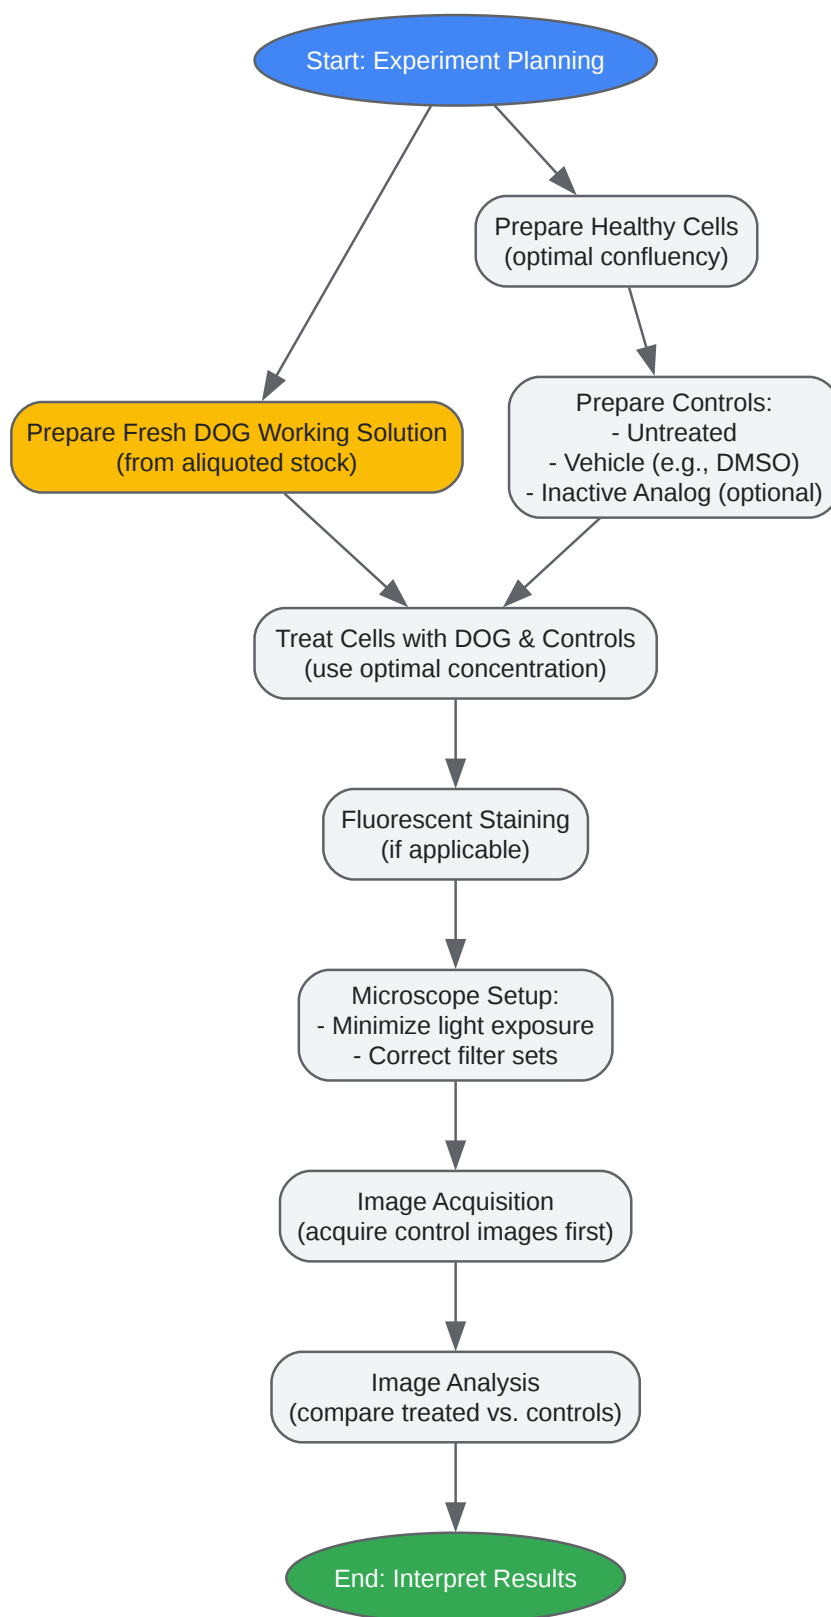 Start: Experiment Planning
Prepare Healthy Cells
(optimal confluency)
Prepare Fresh DOG Working Solution
(from aliquoted stock)
Prepare Controls:
- Untreated
- Vehicle (e.g., DMSO)
- Inactive Analog (optional)
Treat Cells with DOG & Controls
(use optimal concentration)
Fluorescent Staining
(if applicable)
Microscope Setup:
- Minimize light exposure
- Correct filter sets
Image Acquisition
(acquire control images first)
Image Analysis
(compare treated vs. controls)
End: Interpret Results